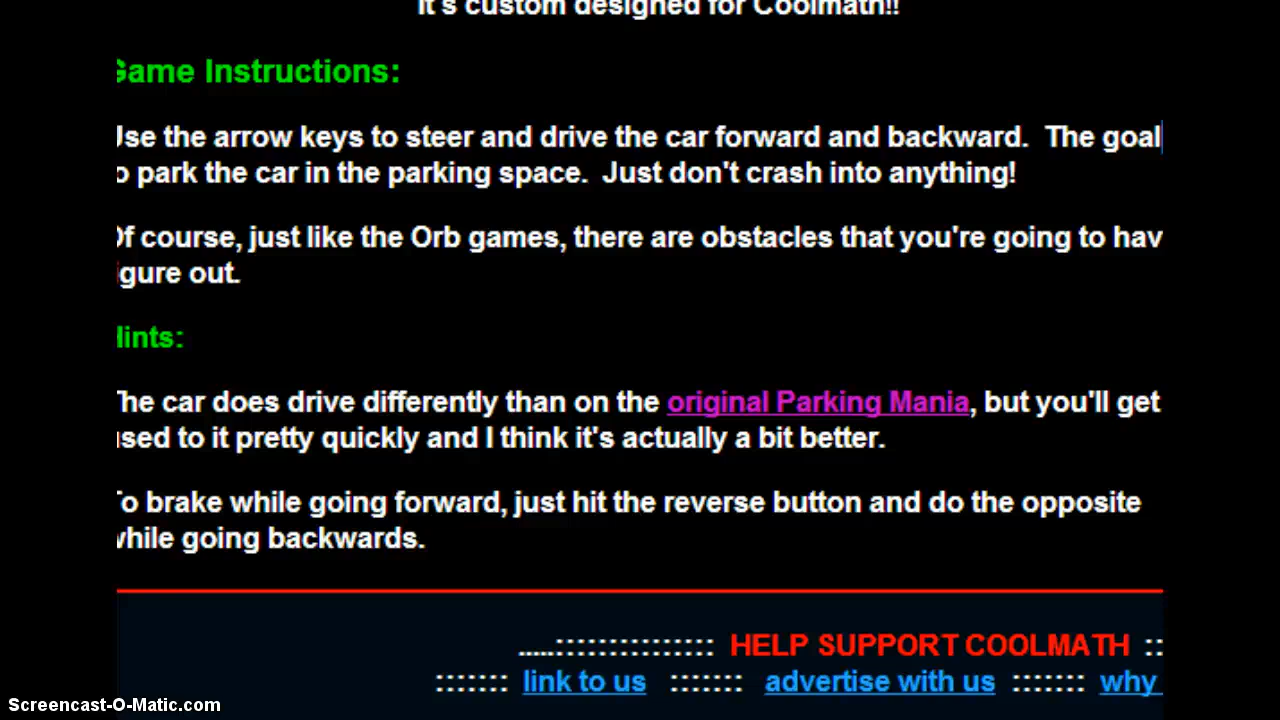 it's custom designed for Coolmath!!
Game Instructions:
Use the arrow keys to steer and drive the car forward and backward.  The goal
o park the car in the parking space.  Just don't crash into anything!
Of course, just like the Orb games, there are obstacles that you're going to hav
igure out.
Hints:
The car does drive differently than on the original Parking Mania, but you'll get
used to it pretty quickly and I think it's actually a bit better.
To brake while going forward, just hit the reverse button and do the opposite
while going backwards.
.....::::::::::::::: HELP SUPPORT COOLMATH ::
::::::: link to us ::::::: advertise with us ::::::: why
Screencast-O-Matic.com